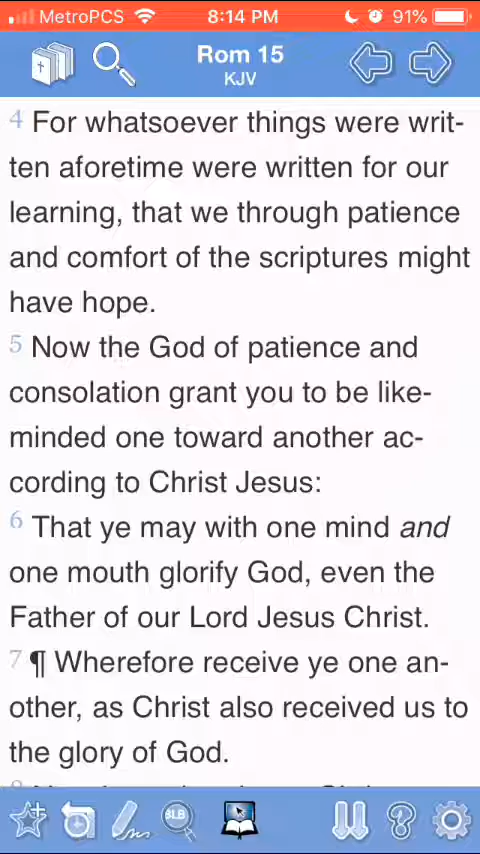 MetroPCS 8:14 PM 91%
Rom 15
KJV
4 For whatsoever things were writ-
ten aforetime were written for our
learning, that we through patience
and comfort of the scriptures might
have hope.
5 Now the God of patience and
consolation grant you to be like-
minded one toward another ac-
cording to Christ Jesus:
6 That ye may with one mind and
one mouth glorify God, even the
Father of our Lord Jesus Christ.
7 ¶ Wherefore receive ye one an-
other, as Christ also received us to
the glory of God.
BLB